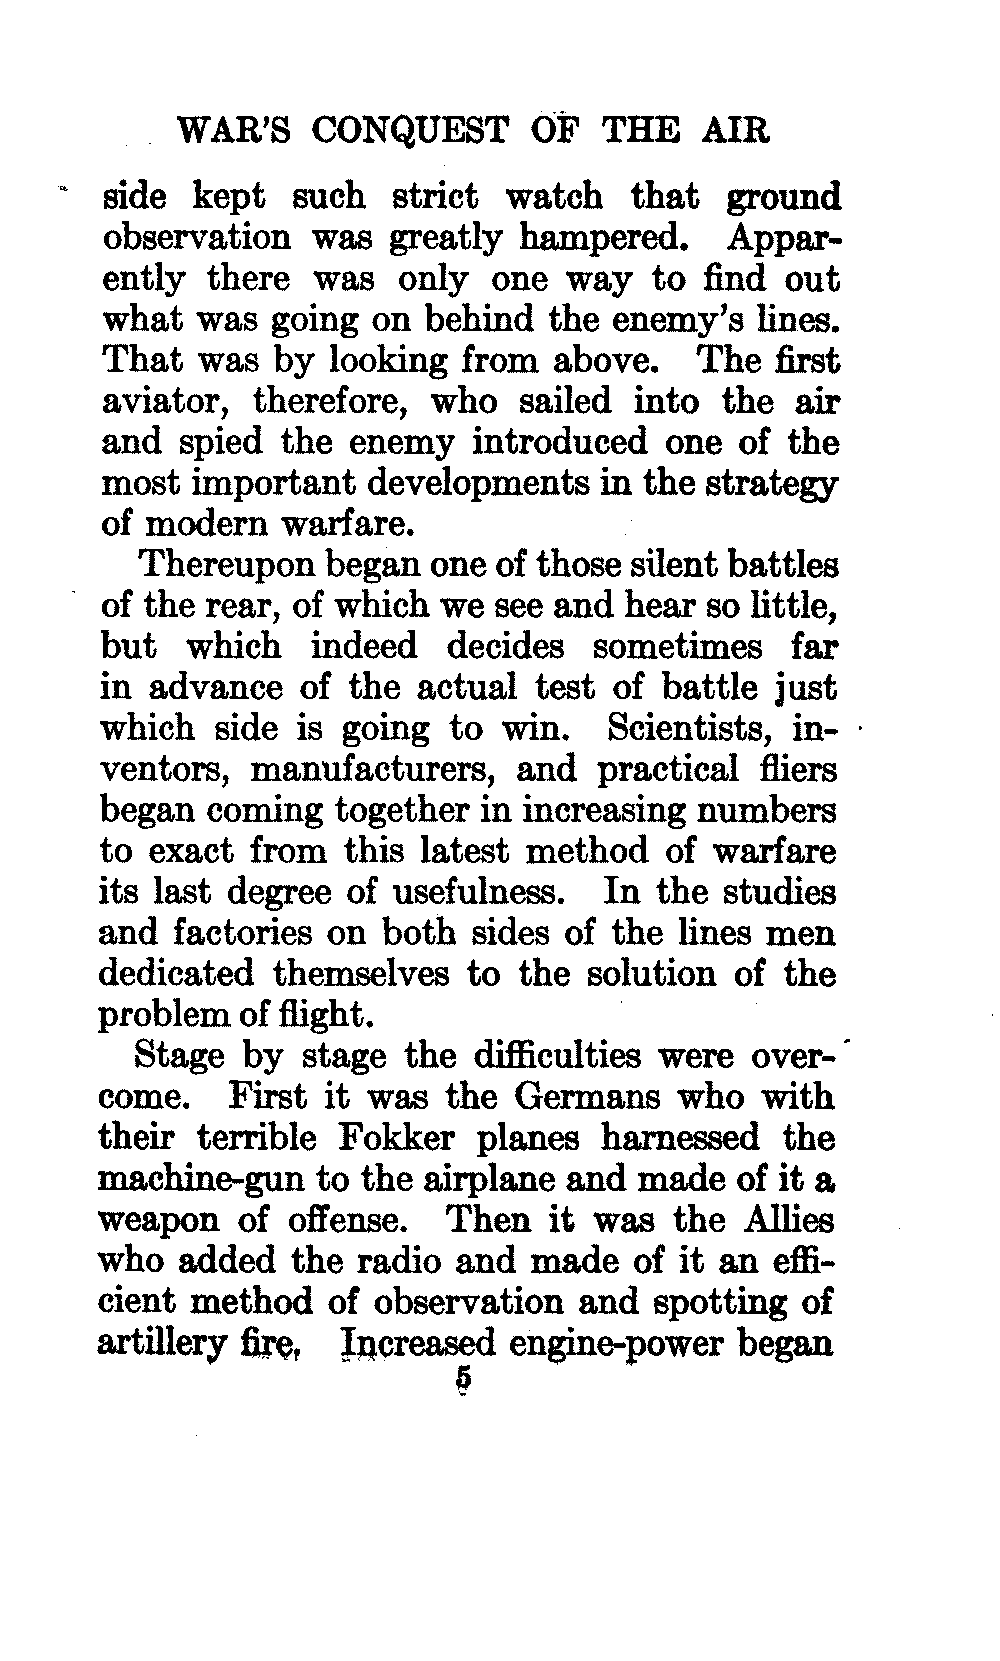 WAR'S CONQUEST OF THE AIR
side kept such strict watch that ground
observation was greatly hampered. Appar-
ently there was only one way to find out
what was going on behind the enemy's lines.
That was by looking from above. The first
aviator, therefore, who sailed into the air
and spied the enemy introduced one of the
most important developments in the strategy
of modern warfare.
Thereupon began one of those silent battles
of the rear, of which we see and hear so little,
but which indeed decides sometimes far
in advance of the actual test of battle just
which side is going to win. Scientists, in-
ventors, manufacturers, and practical fliers
began coming together in increasing numbers
to exact from this latest method of warfare
its last degree of usefulness. In the studies
and factories on both sides of the lines men
dedicated themselves to the solution of the
problem of flight.
Stage by stage the difficulties were over-
come. First it was the Germans who with
their terrible Fokker planes harnessed the
machine-gun to the airplane and made of it a
weapon of offense. Then it was the Allies
who added the radio and made of it an effi-
cient method of observation and spotting of
artillery fire. Increased engine-power began
5